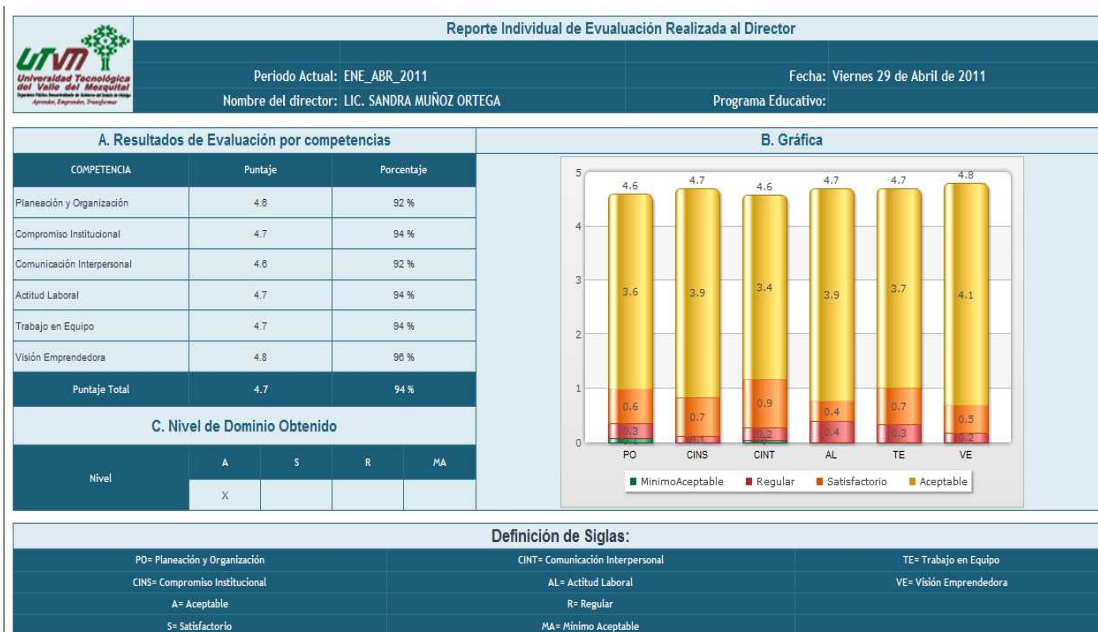 Reporte Individual de Evualuación Realizada al Director
UTVM
Universidad Tecnológica
del Valle del Mezquital
Aprender, Emprender, Transformar
Periodo Actual: ENE_ABR_2011
Fecha: Viernes 29 de Abril de 2011
Nombre del director: LIC. SANDRA MUÑOZ ORTEGA
Programa Educativo:
A. Resultados de Evaluación por competencias
COMPETENCIA Puntaje Porcentaje
Planeación y Organización 4.6 92 %
Compromiso Institucional 4.7 94 %
Comunicación Interpersonal 4.6 92 %
Actitud Laboral 4.7 94 %
Trabajo en Equipo 4.7 94 %
Visión Emprendedora 4.8 96 %
Puntaje Total 4.7 94 %
C. Nivel de Dominio Obtenido
Nivel A S R MA
X
B. Gráfica
5
4.6 4.7 4.6 4.7 4.7 4.8
4
3
3.6 3.9 3.4 3.9 3.7 4.1
2
1
0.6 0.7 0.9 0.4 0.7 0.5
0.3 0.1 0.2 0.4 0.3 0.2
0
PO CINS CINT AL TE VE
MinimoAceptable Regular Satisfactorio Aceptable
Definición de Siglas:
PO= Planeación y Organización CINT= Comunicación Interpersonal TE= Trabajo en Equipo
CINS= Compromiso Institucional AL= Actitud Laboral VE= Visión Emprendedora
A= Aceptable R= Regular
S= Satisfactorio MA= Mínimo Aceptable